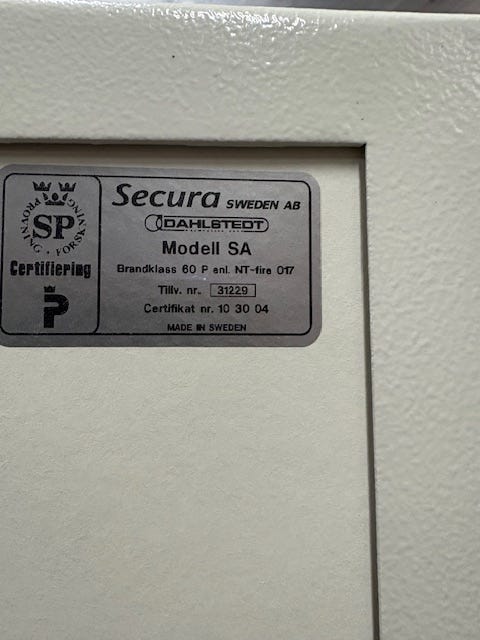 SP
PROVNING · FORSKNING
Certifiering
P
Secura SWEDEN AB
DAHLSTEDT
Modell SA
Brandklass 60 P enl. NT-fire 017
Tillv. nr. 31229
Certifikat nr. 10 30 04
MADE IN SWEDEN